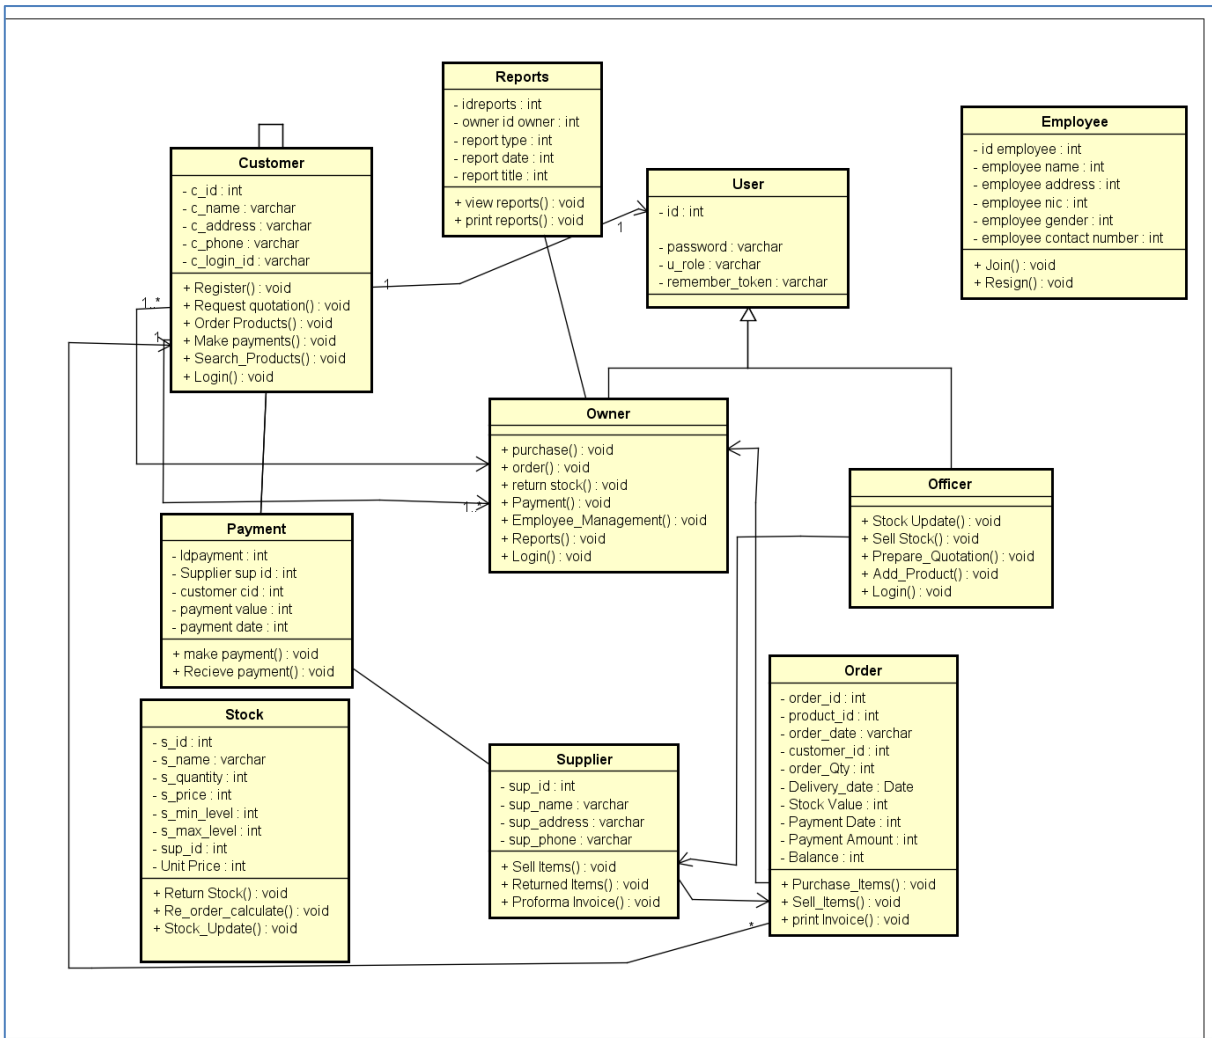 Reports
- idreports : int
- owner id owner : int
- report type : int
- report date : int
- report title : int
+ view reports() : void
+ print reports() : void
Employee
- id employee : int
- employee name : int
- employee address : int
- employee nic : int
- employee gender : int
- employee contact number : int
+ Join() : void
+ Resign() : void
Customer
- c_id : int
- c_name : varchar
- c_address : varchar
- c_phone : varchar
- c_login_id : varchar
+ Register() : void
+ Request quotation() : void
+ Order Products() : void
+ Make payments() : void
+ Search_Products() : void
+ Login() : void
User
- id : int
- password : varchar
- u_role : varchar
- remember_token : varchar
1
1
1..*
1
Owner
+ purchase() : void
+ order() : void
+ return stock() : void
+ Payment() : void
+ Employee_Management() : void
+ Reports() : void
+ Login() : void
1..*
Officer
+ Stock Update() : void
+ Sell Stock() : void
+ Prepare_Quotation() : void
+ Add_Product() : void
+ Login() : void
Payment
- Idpayment : int
- Supplier sup id : int
- customer cid : int
- payment value : int
- payment date : int
+ make payment() : void
+ Recieve payment() : void
Stock
- s_id : int
- s_name : varchar
- s_quantity : int
- s_price : int
- s_min_level : int
- s_max_level : int
- sup_id : int
- Unit Price : int
+ Return Stock() : void
+ Re_order_calculate() : void
+ Stock_Update() : void
Supplier
- sup_id : int
- sup_name : varchar
- sup_address : varchar
- sup_phone : varchar
+ Sell Items() : void
+ Returned Items() : void
+ Proforma Invoice() : void
Order
- order_id : int
- product_id : int
- order_date : varchar
- customer_id : int
- order_Qty : int
- Delivery_date : Date
- Stock Value : int
- Payment Date : int
- Payment Amount : int
- Balance : int
+ Purchase_Items() : void
+ Sell_Items() : void
+ print Invoice() : void
*